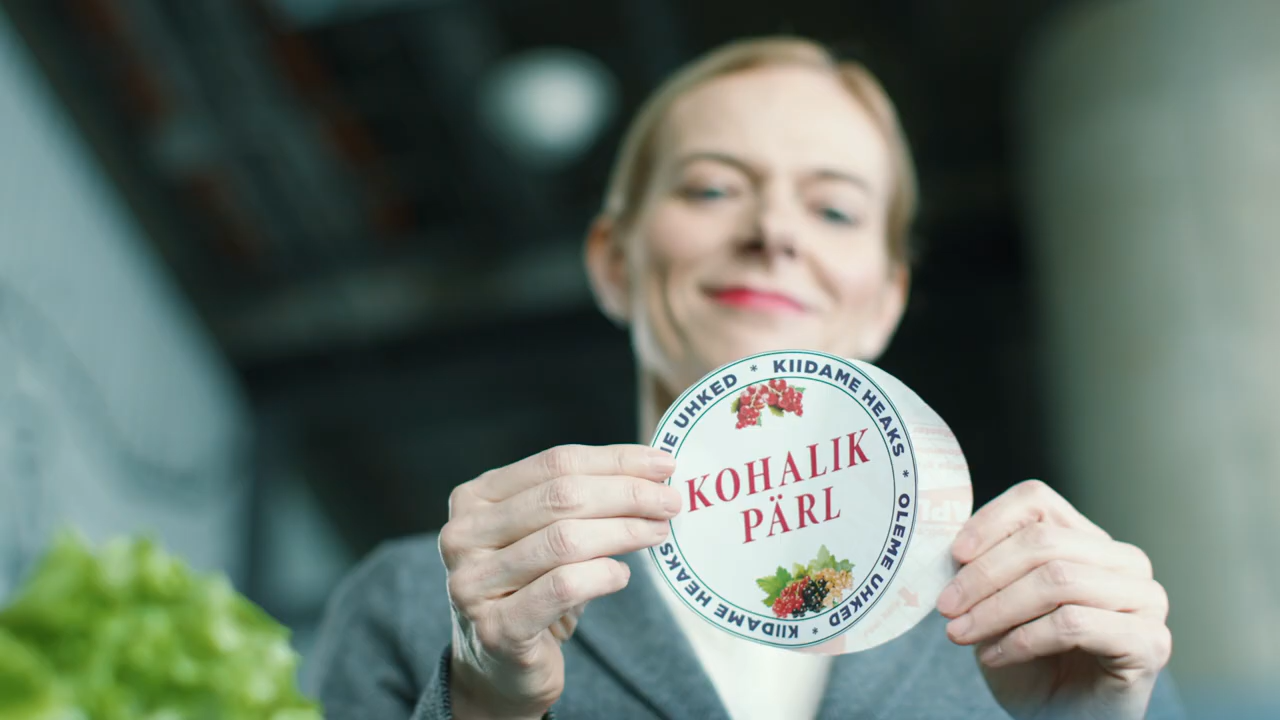 KOHALIK
PÄRL
KIIDAME HEAKS * OLEME UHKED * KIIDAME HEAKS
UHKED *